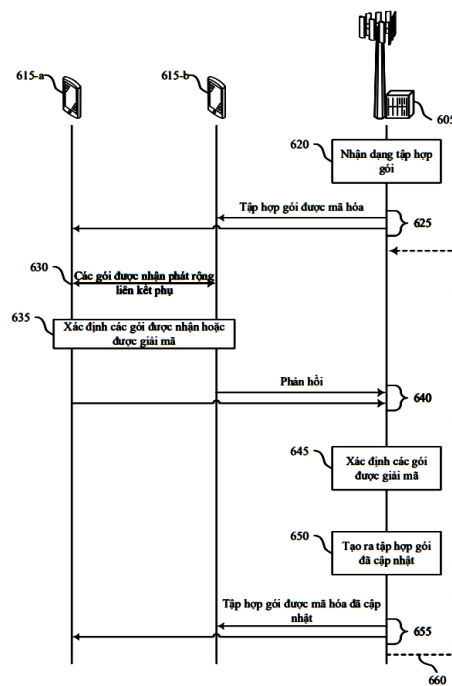 615-a
615-b
605
620
Nhận dạng tập hợp
gói
Tập hợp gói được mã hóa
625
630
Các gói được nhận phát rộng
liên kết phụ
635
Xác định các gói được nhận hoặc
được giải mã
Phản hồi
640
645
Xác định các gói
được giải mã
650
Tạo ra tập hợp gói
đã cập nhật
Tập hợp gói được mã hóa đã cập
nhật
655
660